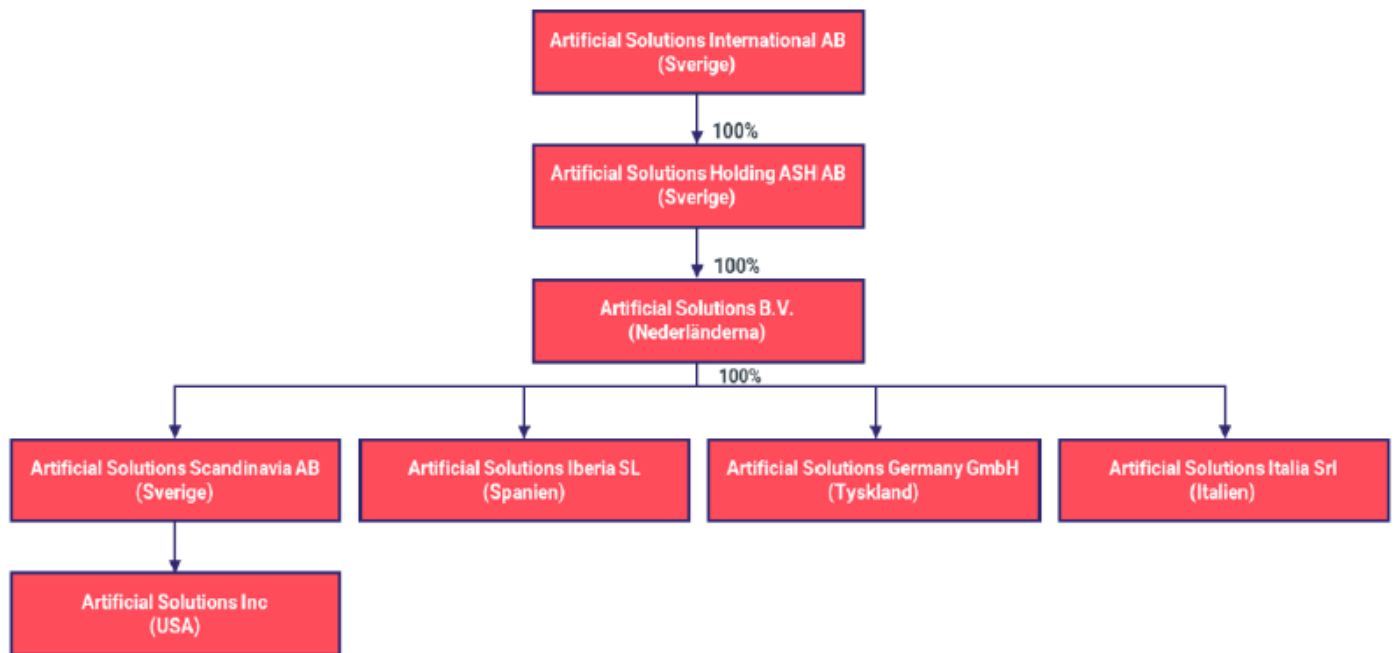 Artificial Solutions International AB
(Sverige)
100%
Artificial Solutions Holding ASH AB
(Sverige)
100%
Artificial Solutions B.V.
(Nederländerna)
100%
Artificial Solutions Scandinavia AB
(Sverige)
Artificial Solutions Iberia SL
(Spanien)
Artificial Solutions Germany GmbH
(Tyskland)
Artificial Solutions Italia Srl
(Italien)
Artificial Solutions Inc
(USA)